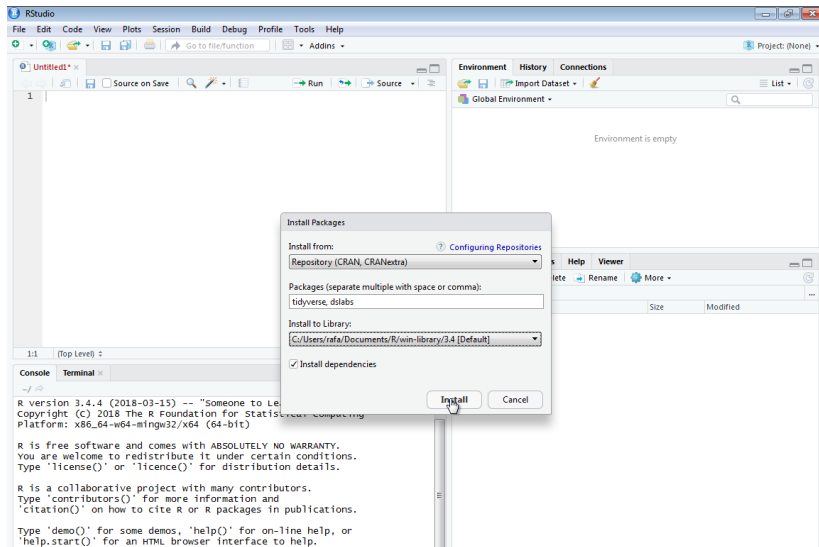 RStudio
File Edit Code View Plots Session Build Debug Profile Tools Help
Go to file/function Addins Project: (None)
Untitled1*
Source on Save Run Source
1
1:1 (Top Level)
Console Terminal
~/
R version 3.4.4 (2018-03-15) -- "Someone to Le
Copyright (C) 2018 The R Foundation for Statistical Computing
Platform: x86_64-w64-mingw32/x64 (64-bit)
R is free software and comes with ABSOLUTELY NO WARRANTY.
You are welcome to redistribute it under certain conditions.
Type 'license()' or 'licence()' for distribution details.
R is a collaborative project with many contributors.
Type 'contributors()' for more information and
'citation()' on how to cite R or R packages in publications.
Type 'demo()' for some demos, 'help()' for on-line help, or
'help.start()' for an HTML browser interface to help.
Environment History Connections
Import Dataset List
Global Environment
Environment is empty
s Help Viewer
lete Rename More
Size Modified
Install Packages
Install from: ? Configuring Repositories
Repository (CRAN, CRANextra)
Packages (separate multiple with space or comma):
tidyverse, dslabs
Install to Library:
C:/Users/rafa/Documents/R/win-library/3.4 [Default]
Install dependencies
Install Cancel